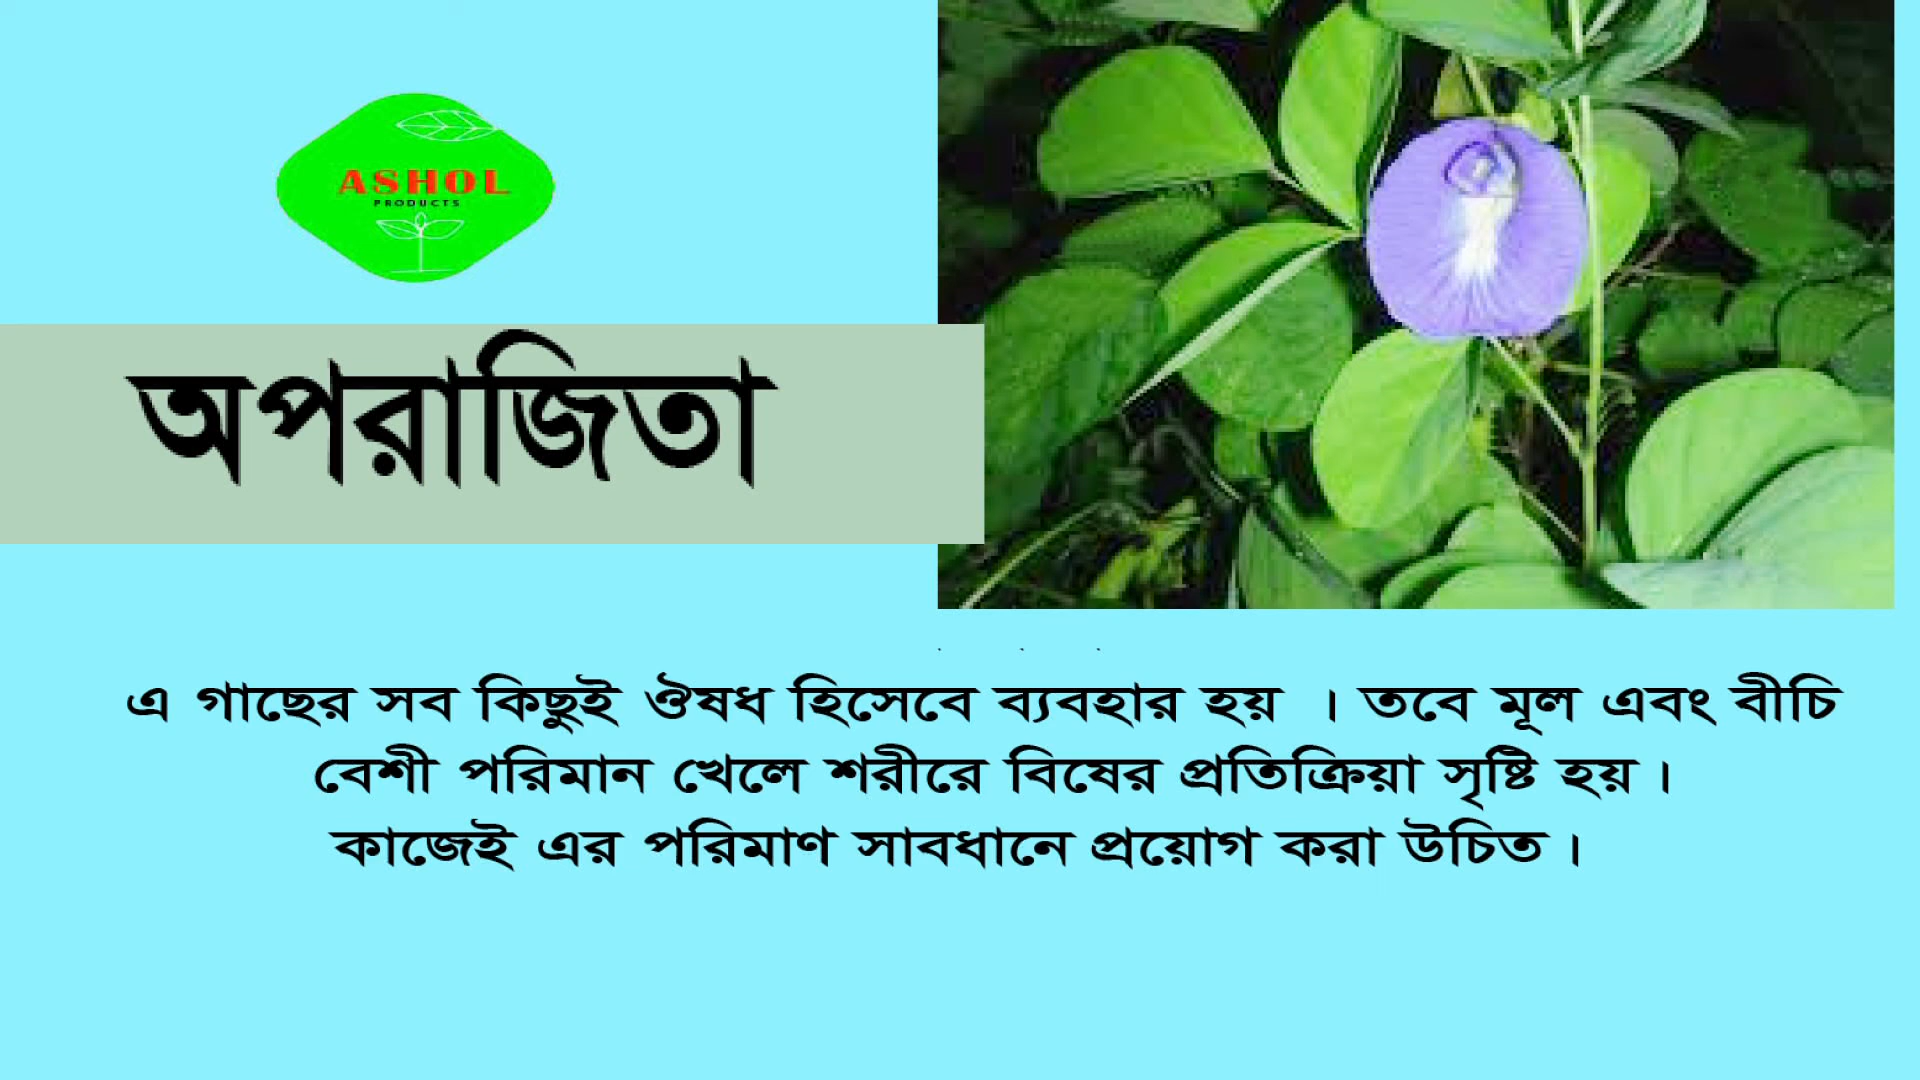 ASHOL
PRODUCTS
অপরাজিতা
এ গাছের সব কিছুই ঔষধ হিসেবে ব্যবহার হয় । তবে মূল এবং বীচি
বেশী পরিমান খেলে শরীরে বিষের প্রতিক্রিয়া সৃষ্টি হয়।
কাজেই এর পরিমাণ সাবধানে প্রয়োগ করা উচিত।